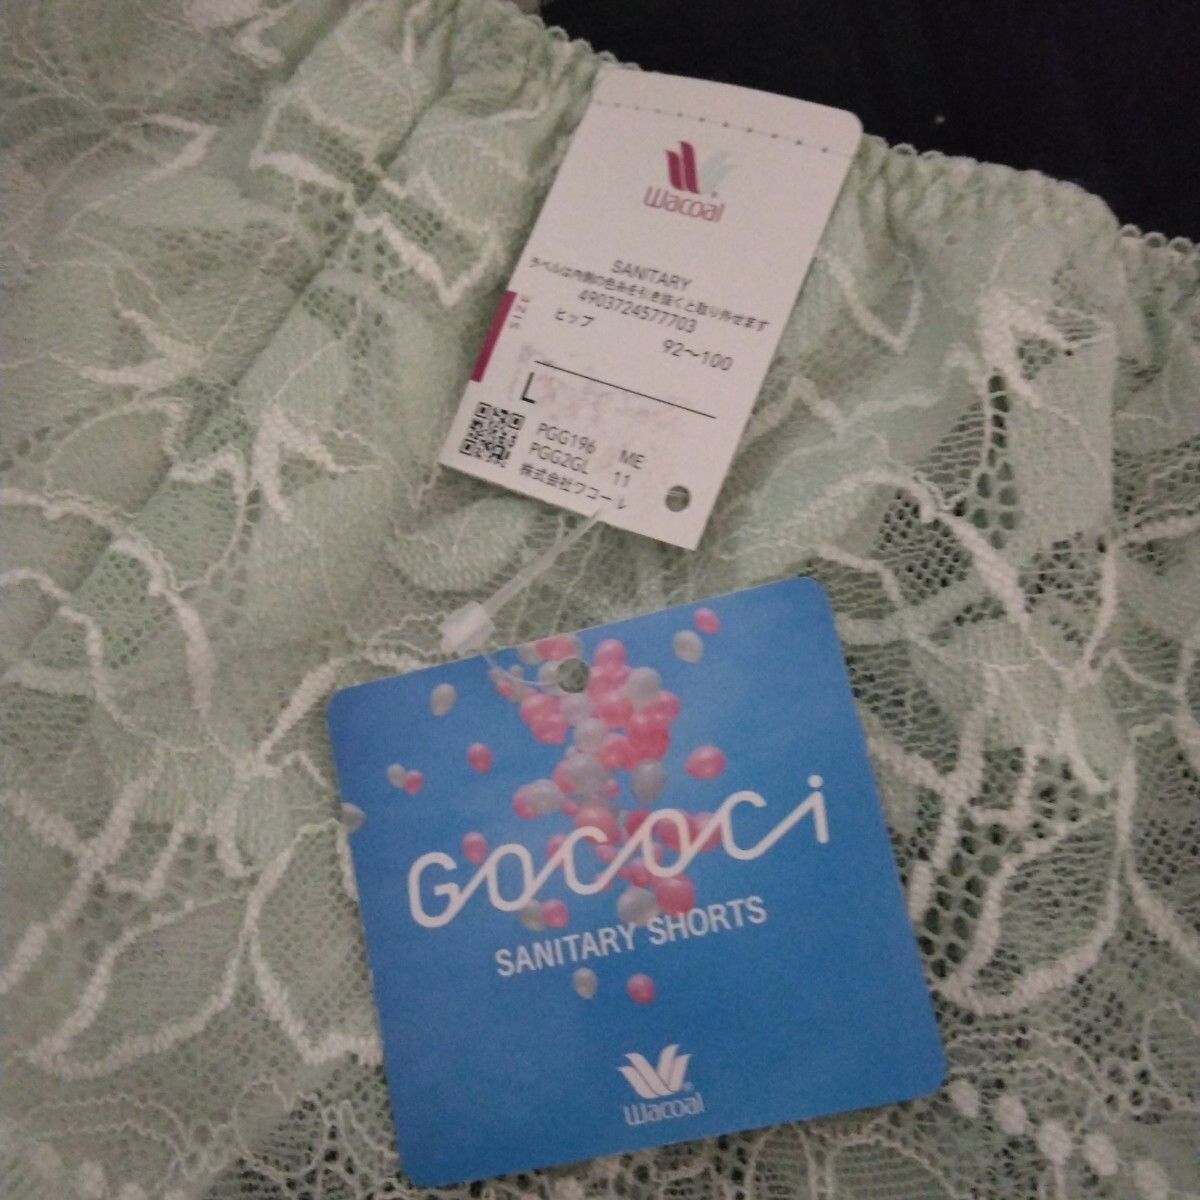 Wacoal
SANITARY
ラベルは内側の色糸を引き抜くと取り外せます
4903724577703
SIZE
ヒップ
92〜100
L
PGG196 ME
PGG2GL 11
株式会社ワコール
GOCOCi
SANITARY SHORTS
Wacoal